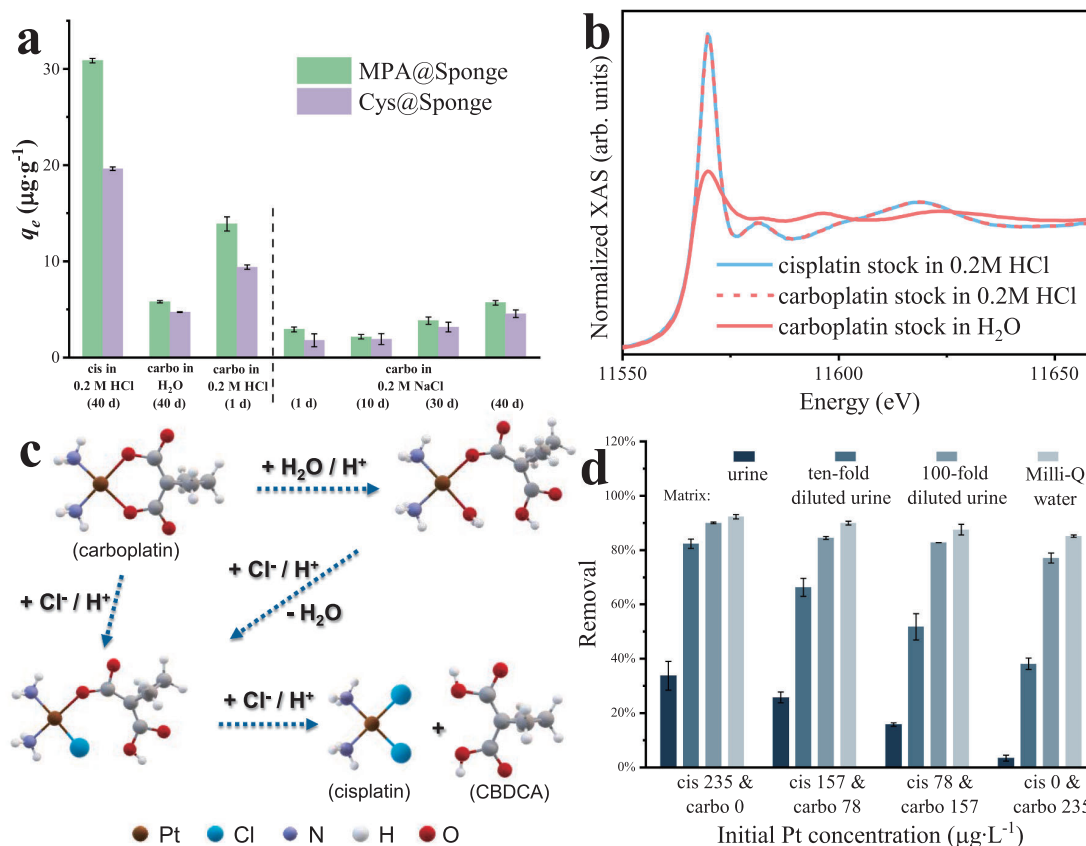 a
30
20
10
0
qe (μg·g-1)
MPA@Sponge
Cys@Sponge
cis in
0.2 M HCl
(40 d)
carbo in
H2O
(40 d)
carbo in
0.2 M HCl
(1 d)
carbo in
0.2 M NaCl
(1 d)
(10 d)
(30 d)
(40 d)
b
Normalized XAS (arb. units)
cisplatin stock in 0.2M HCl
carboplatin stock in 0.2M HCl
carboplatin stock in H2O
11550
11600
11650
Energy (eV)
c
(carboplatin)
+ H2O / H+
+ Cl- / H+
+ Cl- / H+
- H2O
+ Cl- / H+
+
(cisplatin)
(CBDCA)
Pt
Cl
N
H
O
d
120%
100%
80%
60%
40%
20%
0%
Removal
Matrix:
urine
ten-fold
diluted urine
100-fold
diluted urine
Milli-Q
water
cis 235 &
carbo 0
cis 157 &
carbo 78
cis 78 &
carbo 157
cis 0 &
carbo 235
Initial Pt concentration (μg·L-1)